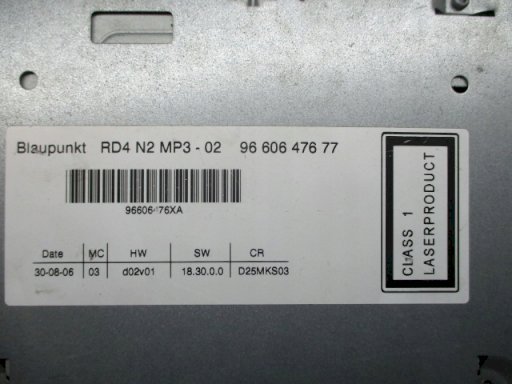 Blaupunkt RD4 N2 MP3 - 02 96 606 476 77
96606476XA
Date MC HW SW CR
30-08-06 03 d02v01 18.30.0.0 D25MKS03
CLASS 1
LASERPRODUCT